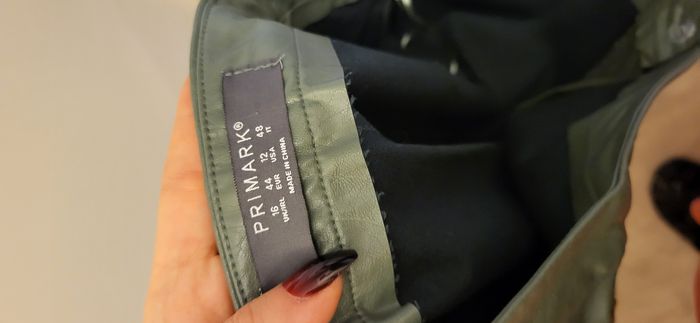 PRIMARK®
16 44 12 48
UK/IRL EUR USA IT
MADE IN CHINA